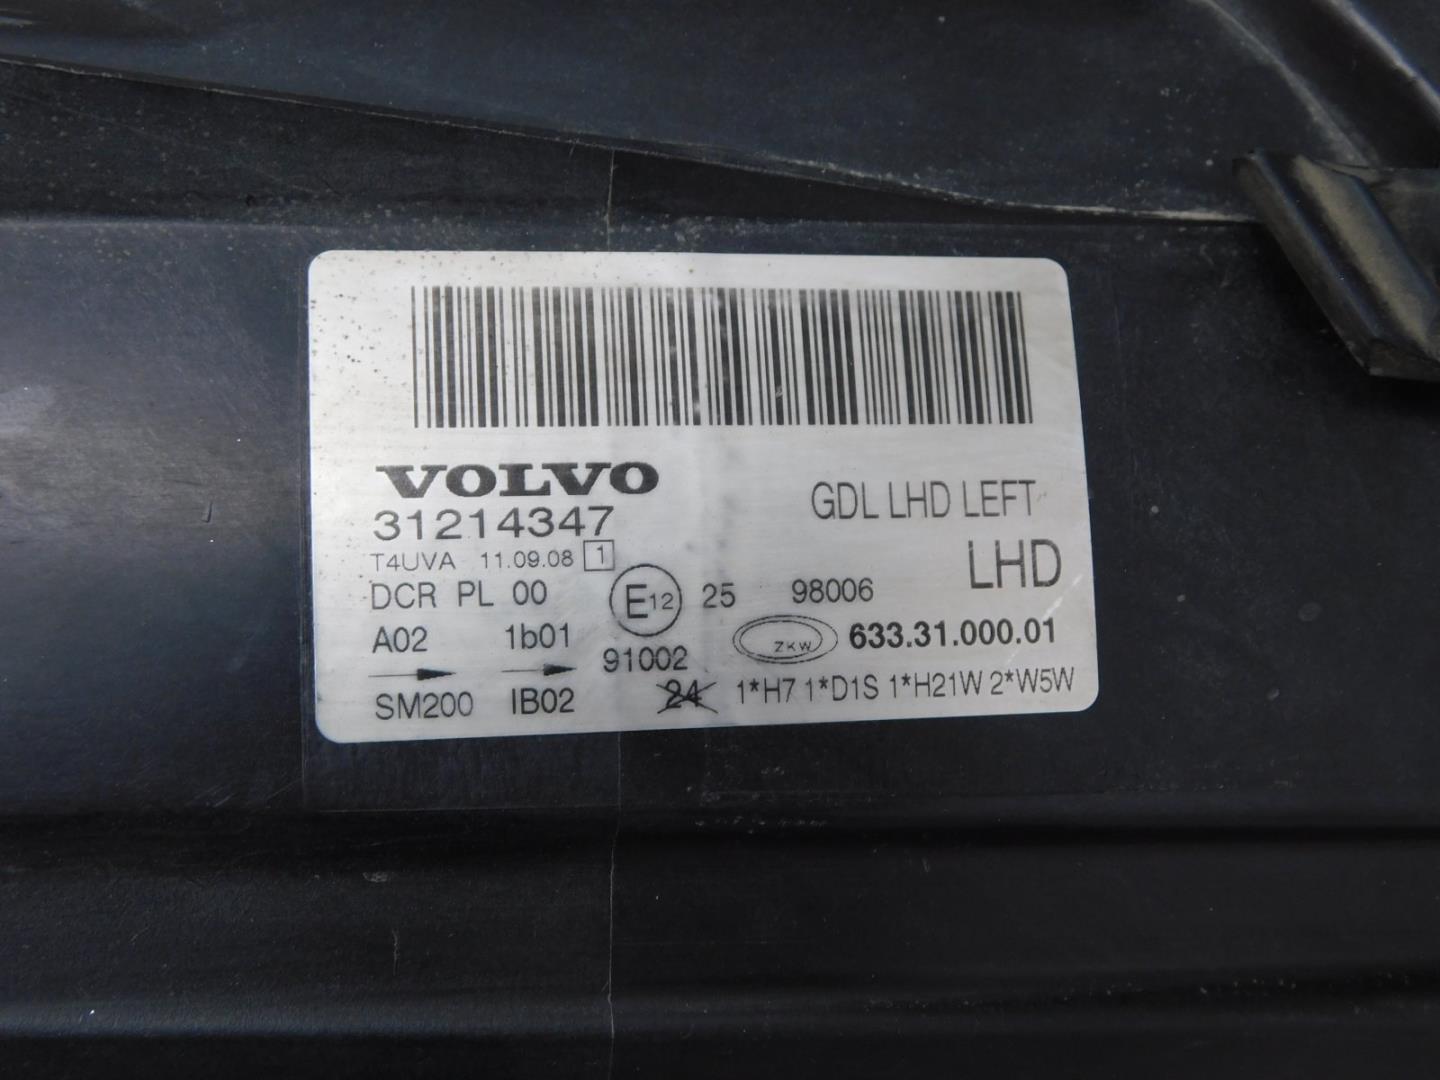 VOLVO
31214347
GDL LHD LEFT
T4UVA 11.09.08 1
LHD
DCR PL 00
E12 25 98006
A02 1b01
91002
ZKW 633.31.000.01
SM200 IB02
24 1*H7 1*D1S 1*H21W 2*W5W